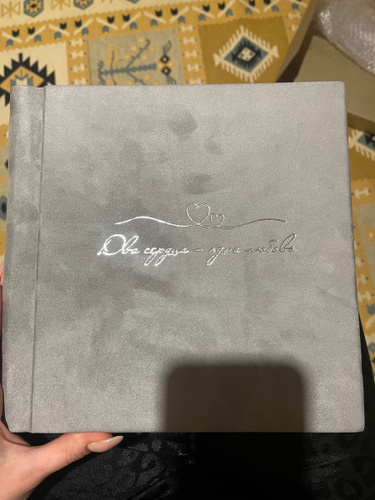 Два сердца – одна любовь